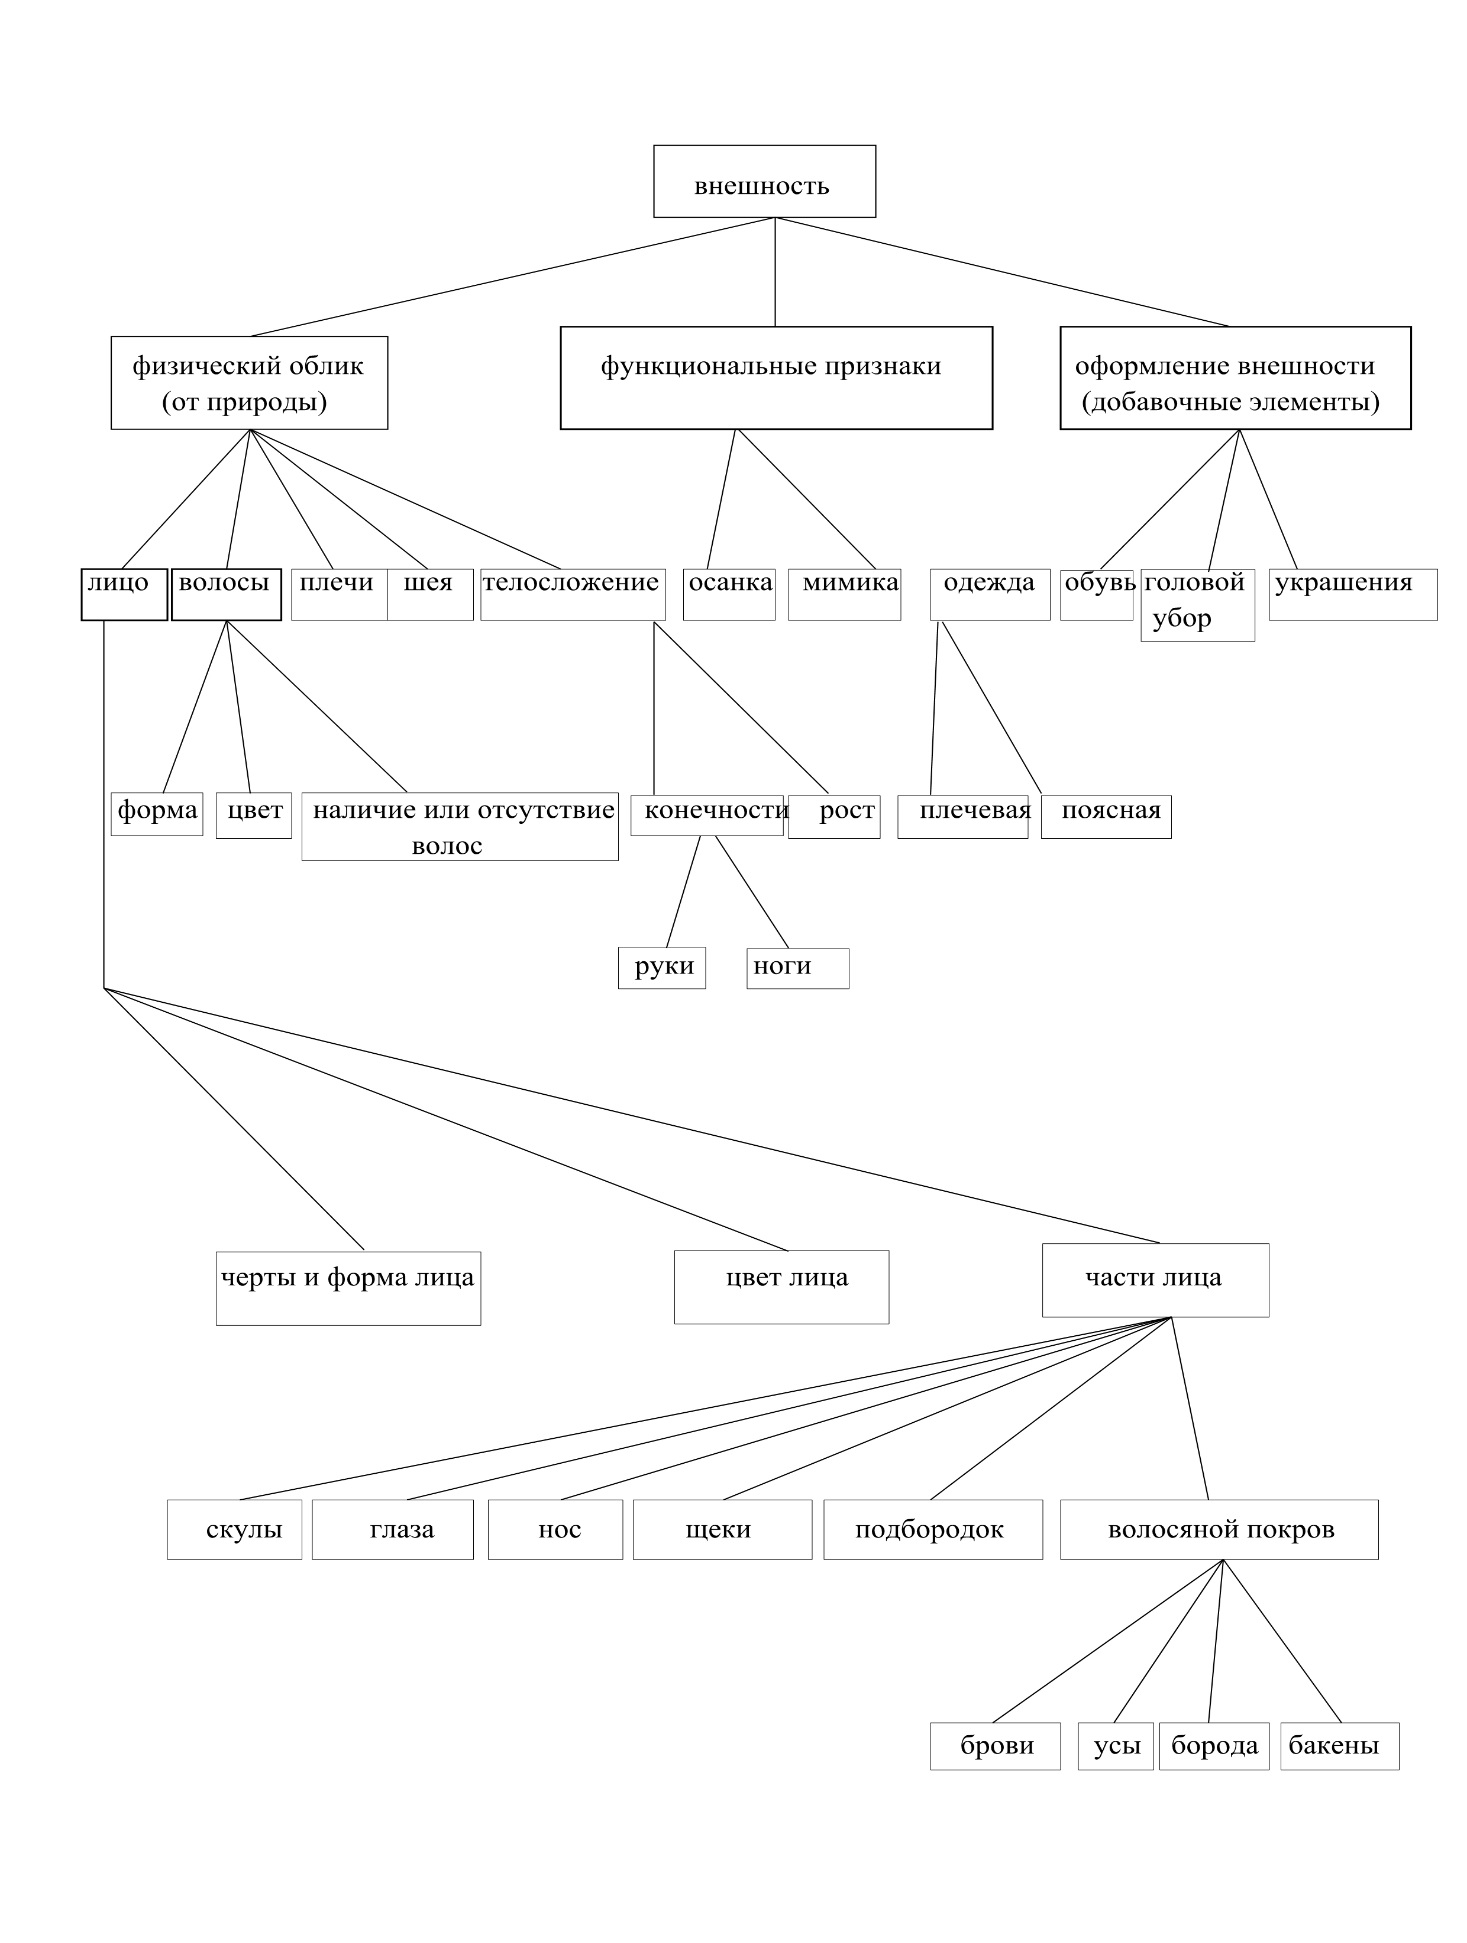 внешность
физический облик
(от природы)
функциональные признаки
оформление внешности
(добавочные элементы)
лицо
волосы
плечи
шея
телосложение
осанка
мимика
одежда
обувь
головой
убор
украшения
форма
цвет
наличие или отсутствие
волос
конечности
рост
плечевая
поясная
руки
ноги
черты и форма лица
цвет лица
части лица
скулы
глаза
нос
щеки
подбородок
волосяной покров
брови
усы
борода
бакены